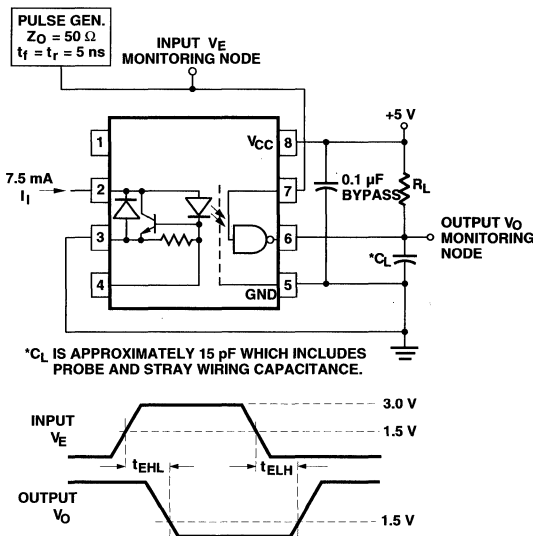 PULSE GEN.
Z_O = 50 Ω
t_f = t_r = 5 ns
INPUT V_E
MONITORING NODE
+5 V
1
V_CC
8
7.5 mA
I_I
2
7
0.1 µF
BYPASS
R_L
3
6
OUTPUT V_O
MONITORING
NODE
*C_L
4
GND
5
*C_L IS APPROXIMATELY 15 pF WHICH INCLUDES
PROBE AND STRAY WIRING CAPACITANCE.
INPUT
V_E
3.0 V
1.5 V
t_EHL
t_ELH
OUTPUT
V_O
1.5 V